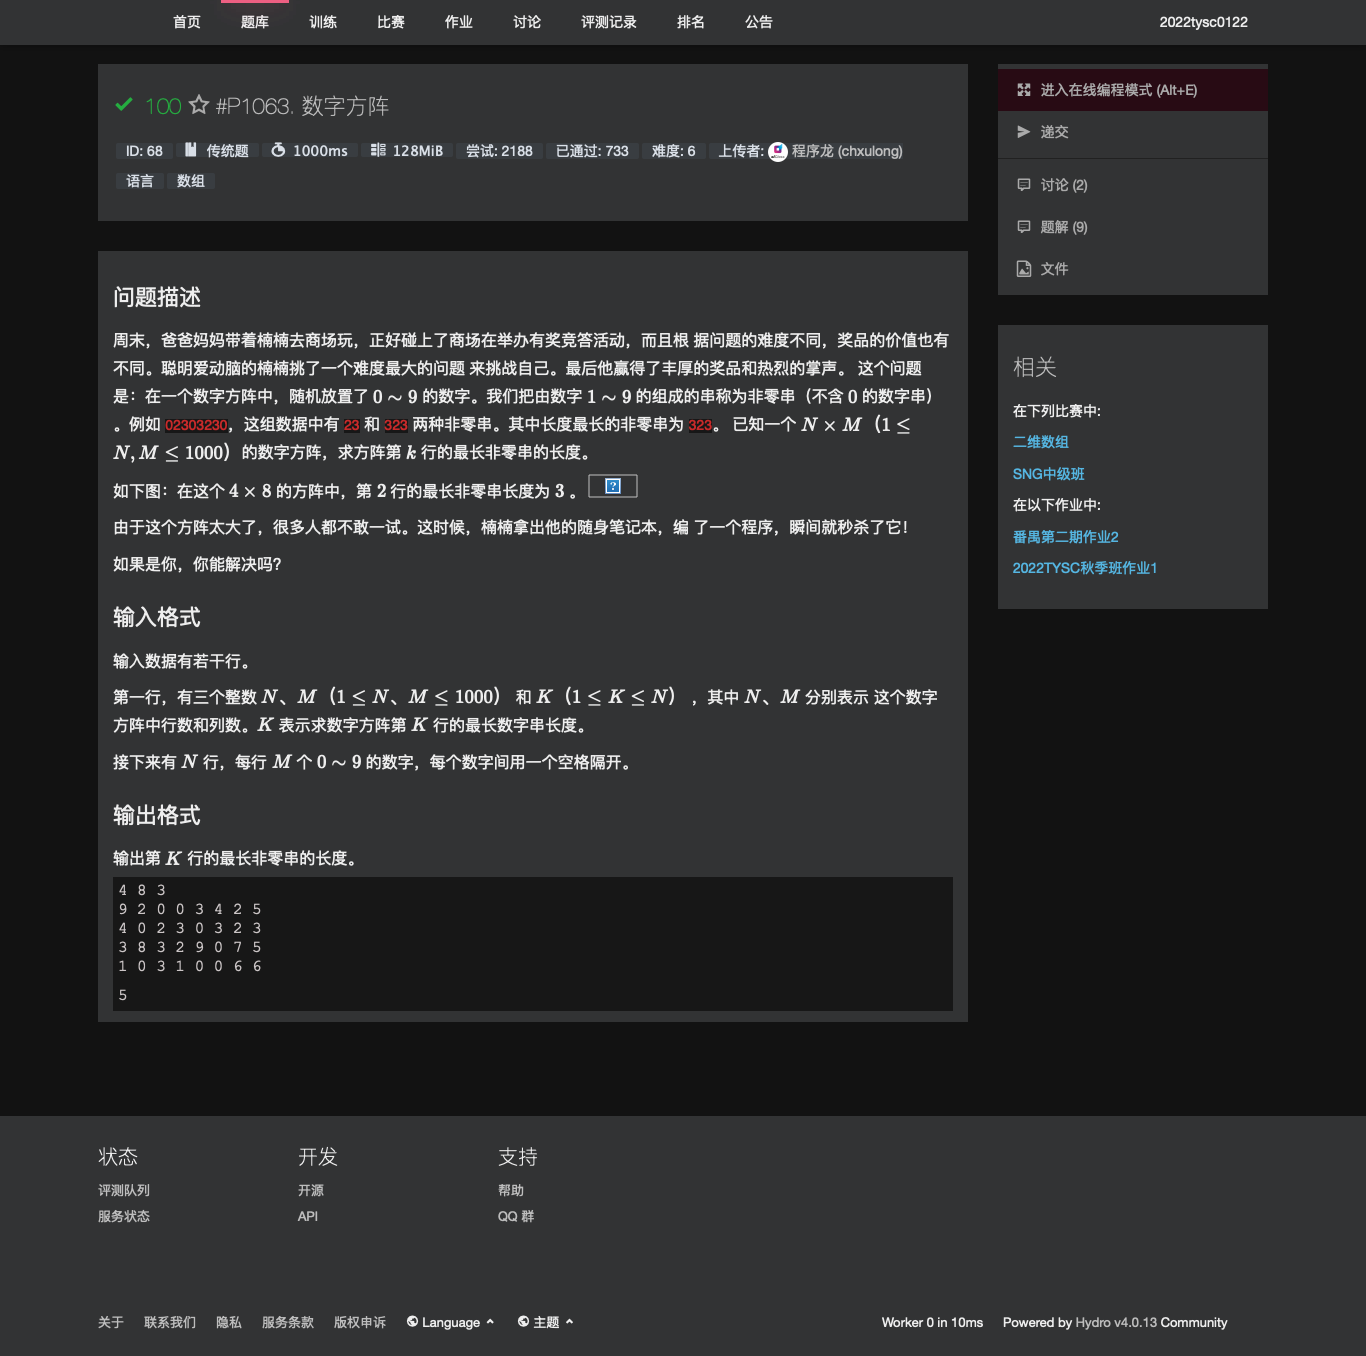 首页 题库 训练 比赛 作业 讨论 评测记录 排名 公告 2022tysc0122
100 #P1063. 数字方阵
ID: 68 传统题 1000ms 128MiB 尝试: 2188 已通过: 733 难度: 6 上传者: 程序龙 (chxulong)
语言 数组
进入在线编程模式 (Alt+E)
递交
讨论 (2)
题解 (9)
文件
问题描述
周末，爸爸妈妈带着楠楠去商场玩，正好碰上了商场在举办有奖竞答活动，而且根 据问题的难度不同，奖品的价值也有
不同。聪明爱动脑的楠楠挑了一个难度最大的问题 来挑战自己。最后他赢得了丰厚的奖品和热烈的掌声。 这个问题
是：在一个数字方阵中，随机放置了 0 ∼ 9 的数字。我们把由数字 1 ∼ 9 的组成的串称为非零串（不含 0 的数字串）
。例如 02303230，这组数据中有 23 和 323 两种非零串。其中长度最长的非零串为 323。 已知一个 N × M（1 ≤
N, M ≤ 1000）的数字方阵，求方阵第 k 行的最长非零串的长度。
如下图：在这个 4 × 8 的方阵中，第 2 行的最长非零串长度为 3 。
由于这个方阵太大了，很多人都不敢一试。这时候，楠楠拿出他的随身笔记本，编 了一个程序，瞬间就秒杀了它！
如果是你，你能解决吗？
输入格式
输入数据有若干行。
第一行，有三个整数 N、M（1 ≤ N、M ≤ 1000） 和 K（1 ≤ K ≤ N） ，其中 N、M 分别表示 这个数字
方阵中行数和列数。K 表示求数字方阵第 K 行的最长数字串长度。
接下来有 N 行，每行 M 个 0 ∼ 9 的数字，每个数字间用一个空格隔开。
输出格式
输出第 K 行的最长非零串的长度。
4 8 3
9 2 0 0 3 4 2 5
4 0 2 3 0 3 2 3
3 8 3 2 9 0 7 5
1 0 3 1 0 0 6 6
5
相关
在下列比赛中:
二维数组
SNG中级班
在以下作业中:
番禺第二期作业2
2022TYSC秋季班作业1
状态 开发 支持
评测队列 开源 帮助
服务状态 API QQ 群
关于 联系我们 隐私 服务条款 版权申诉 Language 主题 Worker 0 in 10ms Powered by Hydro v4.0.13 Community